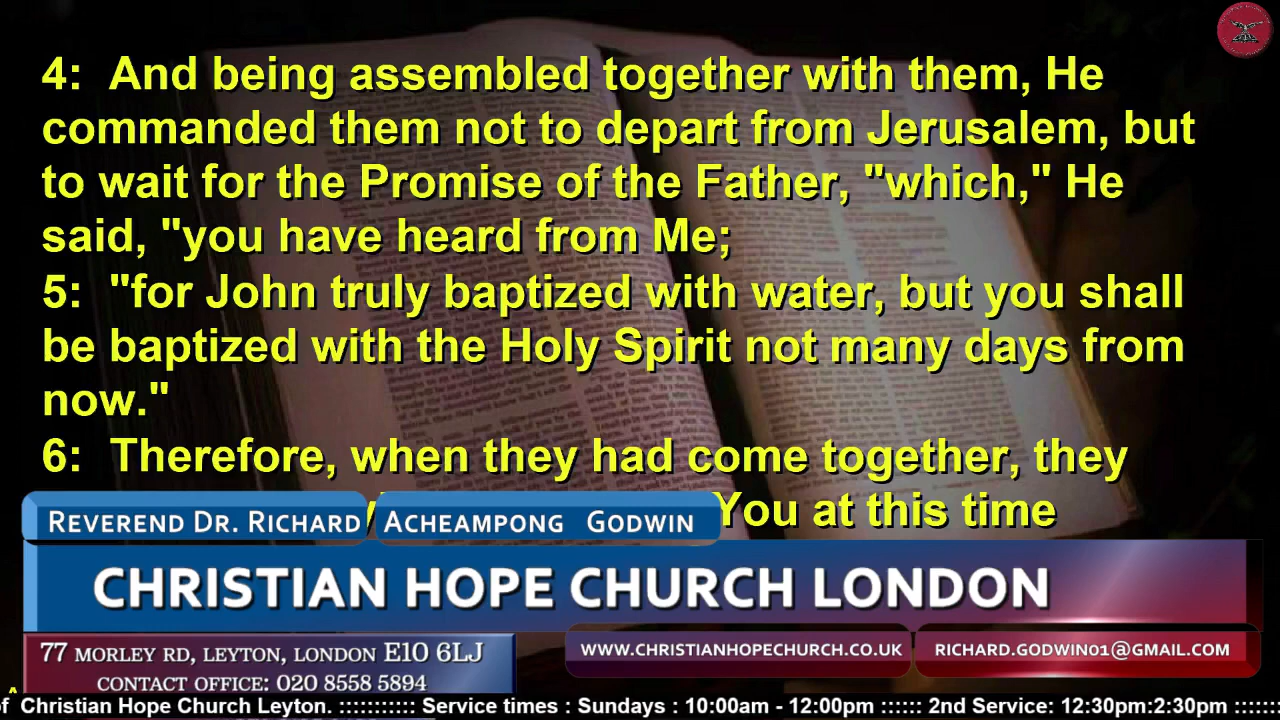 4: And being assembled together with them, He
commanded them not to depart from Jerusalem, but
to wait for the Promise of the Father, "which," He
said, "you have heard from Me;
5: "for John truly baptized with water, but you shall
be baptized with the Holy Spirit not many days from
now."
6: Therefore, when they had come together, they
You at this time
REVEREND DR. RICHARD ACHEAMPONG GODWIN
CHRISTIAN HOPE CHURCH LONDON
77 MORLEY RD, LEYTON, LONDON E10 6LJ
CONTACT OFFICE: 020 8558 5894
WWW.CHRISTIANHOPECHURCH.CO.UK
RICHARD.GODWIN01@GMAIL.COM
of Christian Hope Church Leyton. ::::::::::: Service times : Sundays : 10:00am - 12:00pm :::::: 2nd Service: 12:30pm:2:30pm ::::::